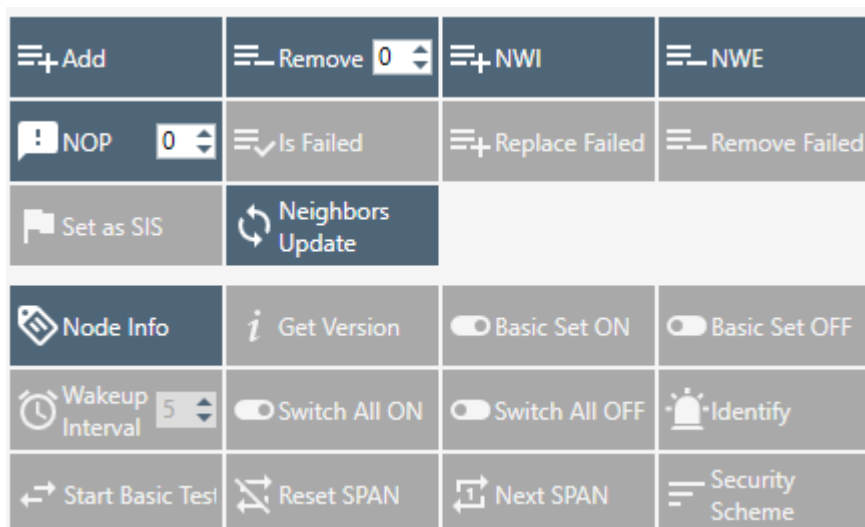 Add
Remove 0
NWI
NWE
! NOP 0
Is Failed
Replace Failed
Remove Failed
Set as SIS
Neighbors
Update
Node Info
i Get Version
Basic Set ON
Basic Set OFF
Wakeup
Interval 5
Switch All ON
Switch All OFF
Identify
Start Basic Test
Reset SPAN
1 Next SPAN
Security
Scheme